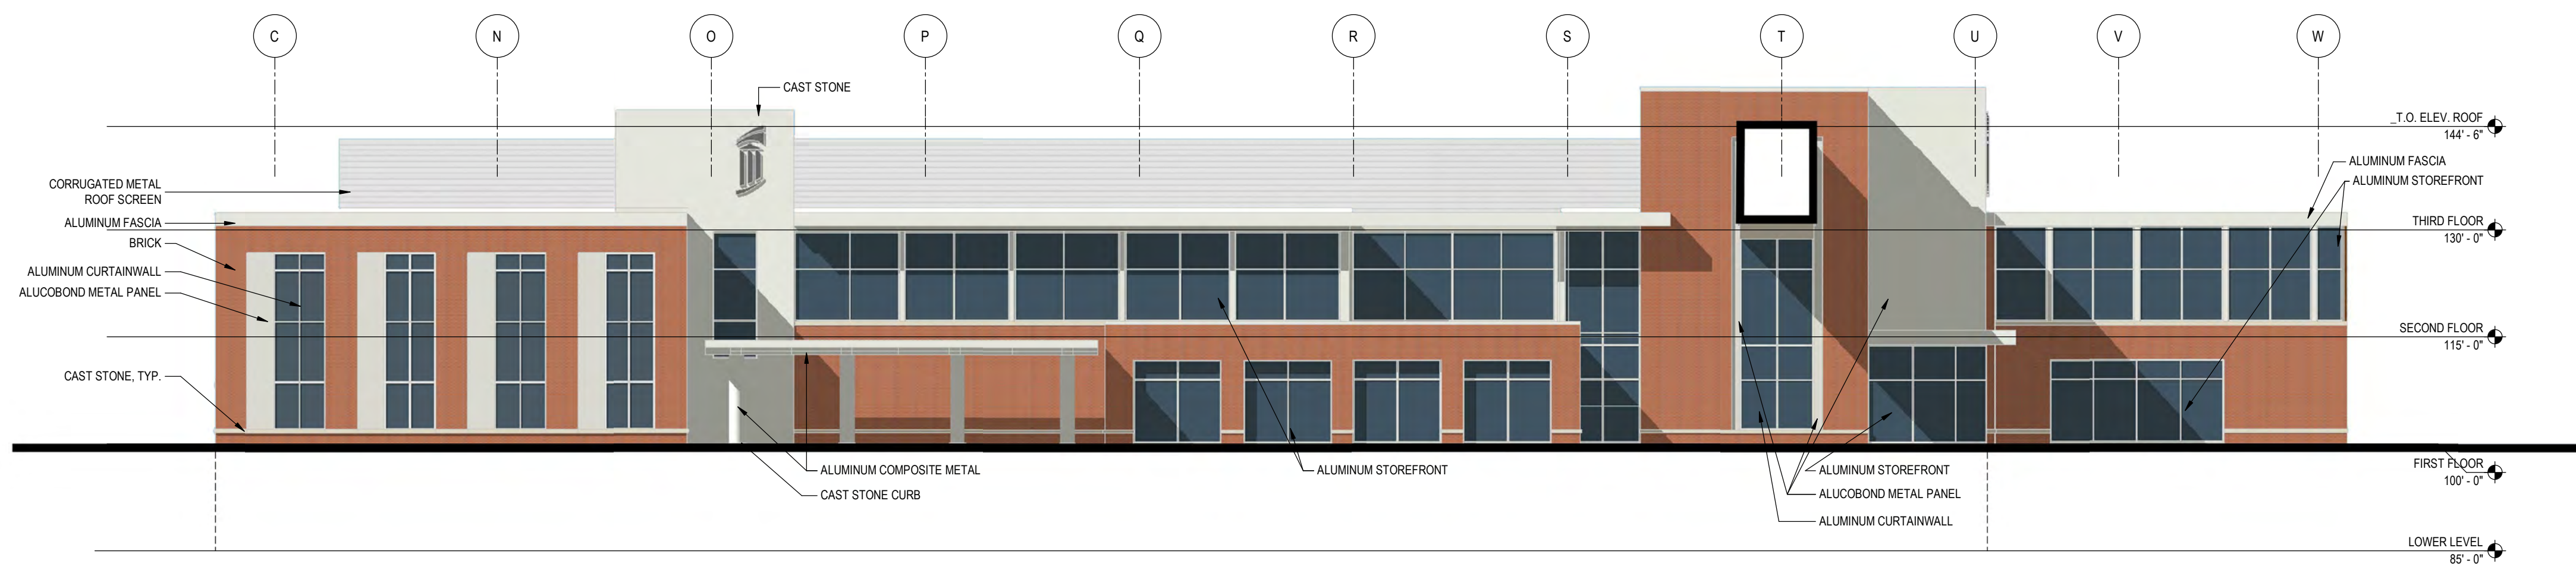 C
N
O
P
Q
R
S
T
U
V
W
CAST STONE
_T.O. ELEV. ROOF
144' - 6"
ALUMINUM FASCIA
ALUMINUM STOREFRONT
CORRUGATED METAL
ROOF SCREEN
ALUMINUM FASCIA
BRICK
ALUMINUM CURTAINWALL
ALUCOBOND METAL PANEL
CAST STONE, TYP.
THIRD FLOOR
130' - 0"
SECOND FLOOR
115' - 0"
ALUMINUM COMPOSITE METAL
CAST STONE CURB
ALUMINUM STOREFRONT
ALUMINUM STOREFRONT
ALUCOBOND METAL PANEL
ALUMINUM CURTAINWALL
FIRST FLOOR
100' - 0"
LOWER LEVEL
85' - 0"